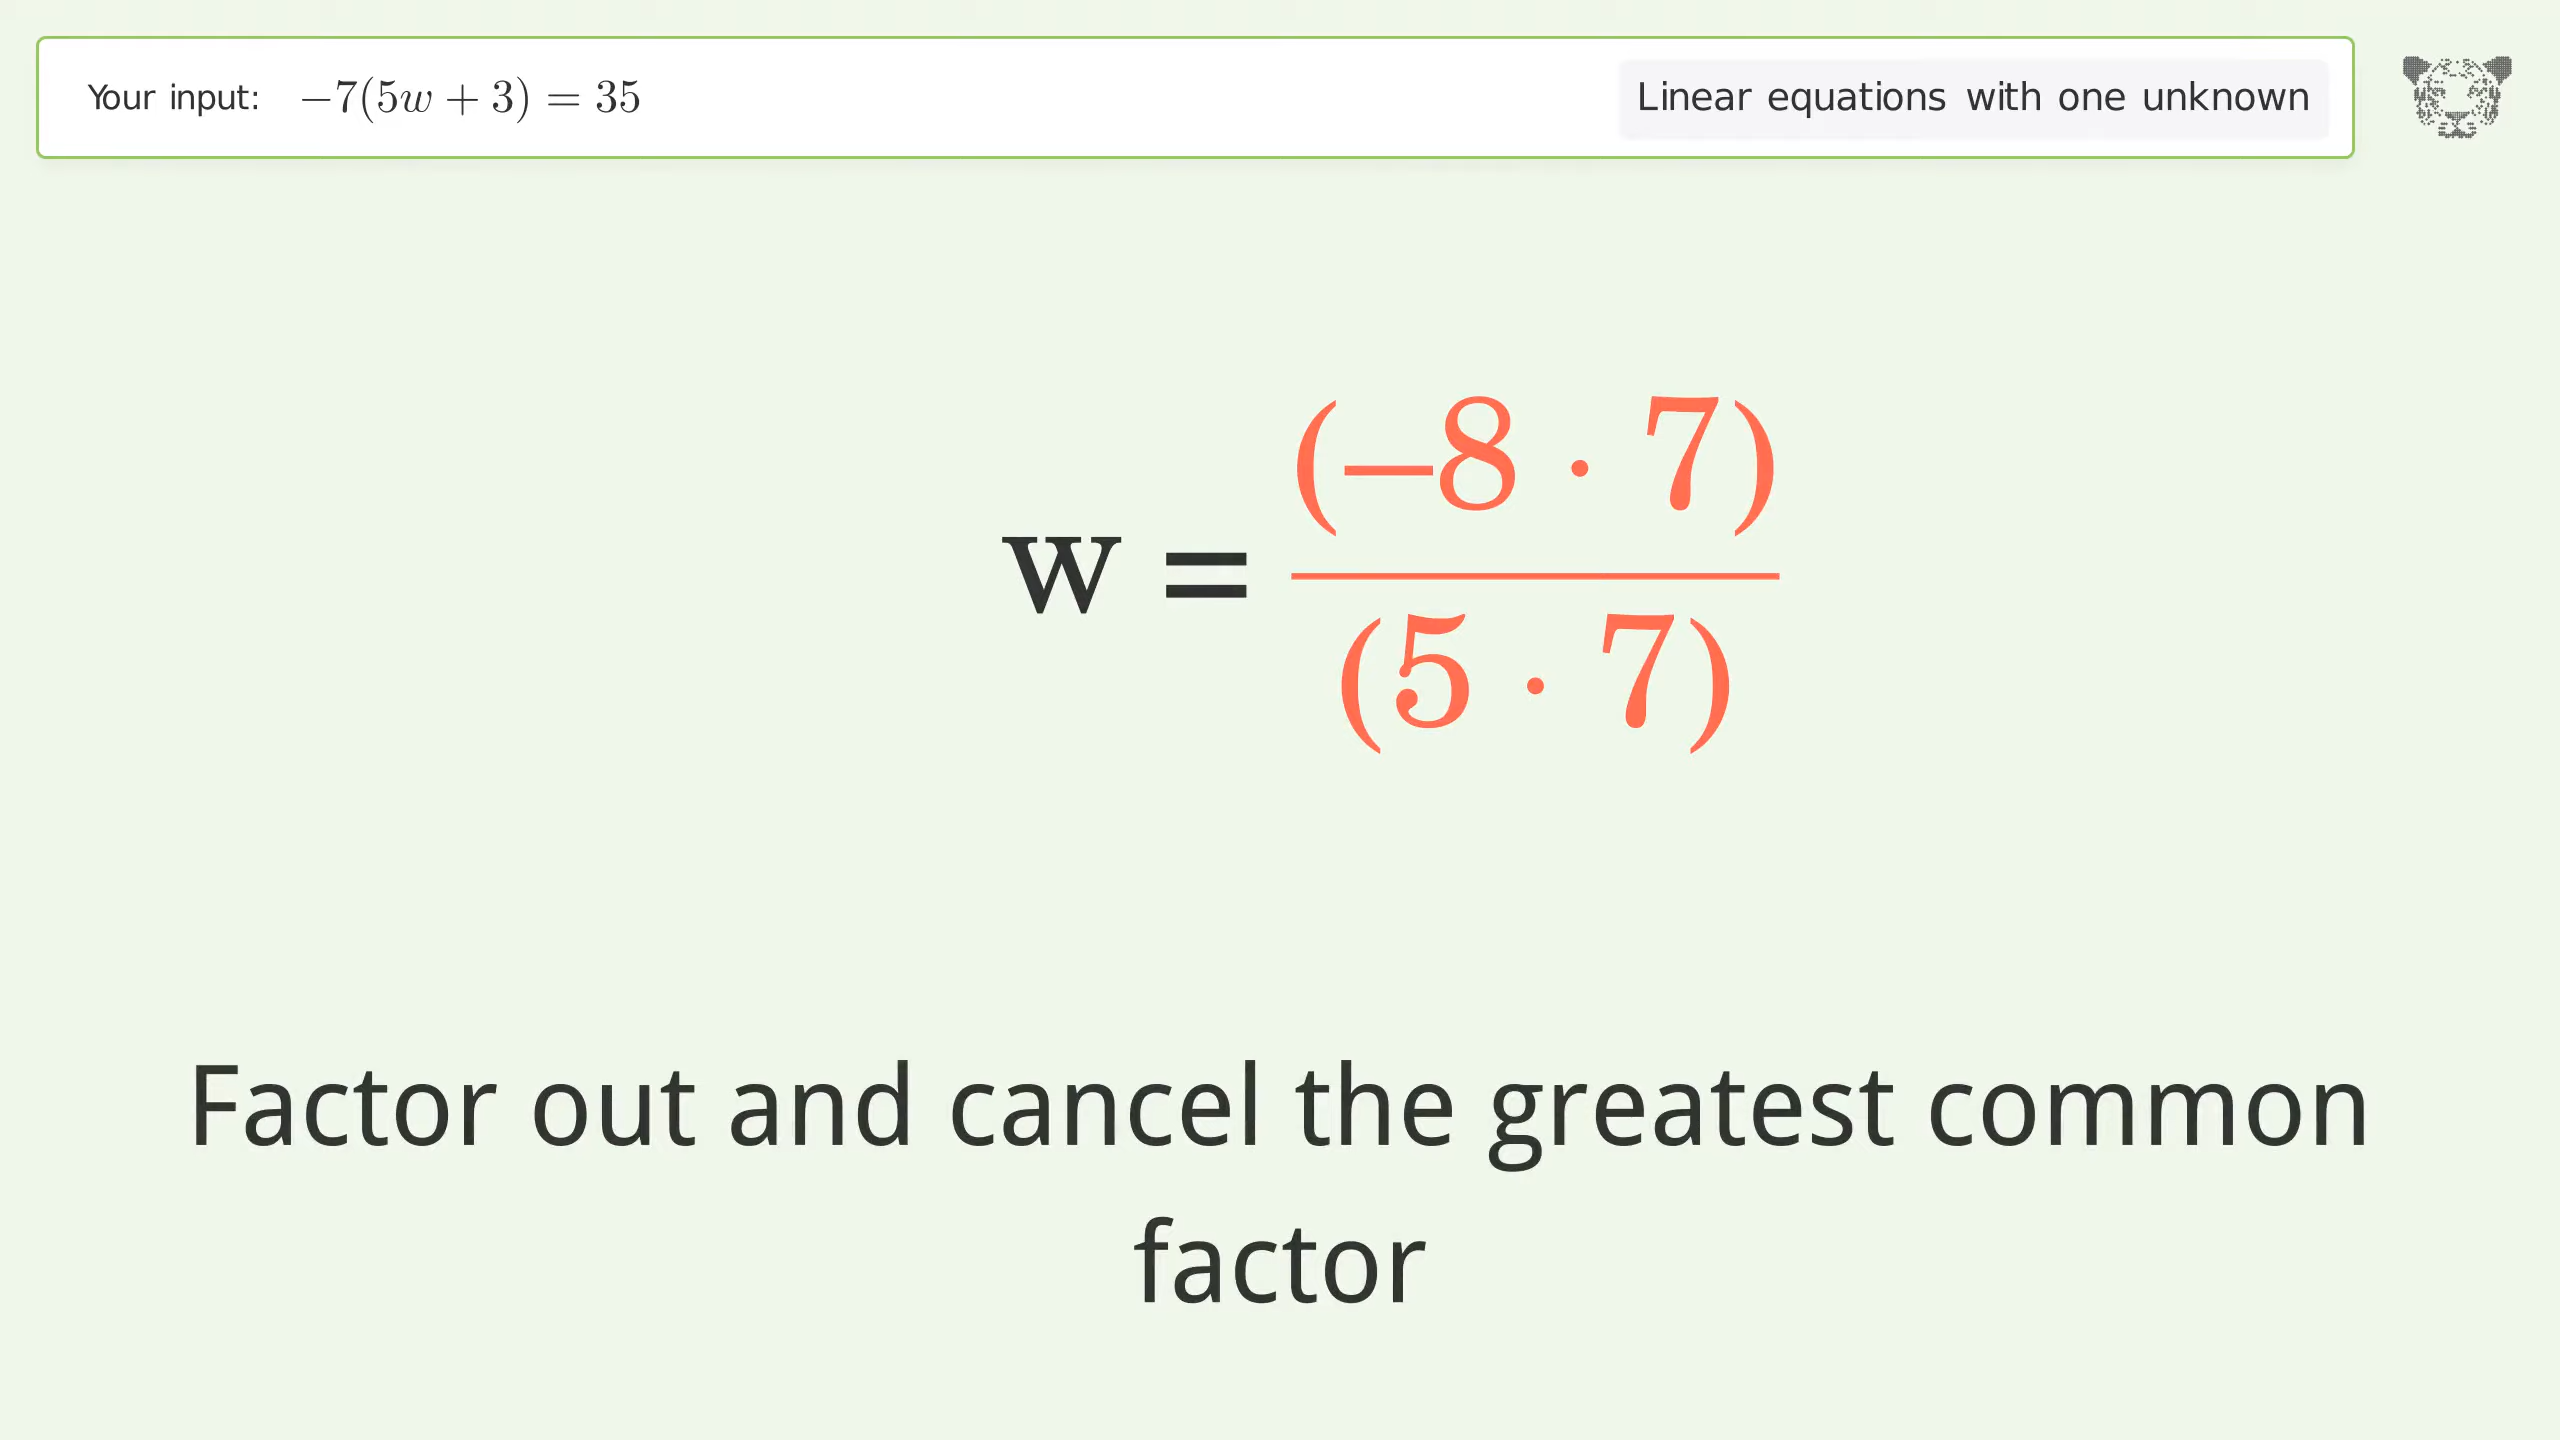 Your input: −7(5w + 3) = 35
Linear equations with one unknown
w = (−8 · 7) / (5 · 7)
Factor out and cancel the greatest common
factor